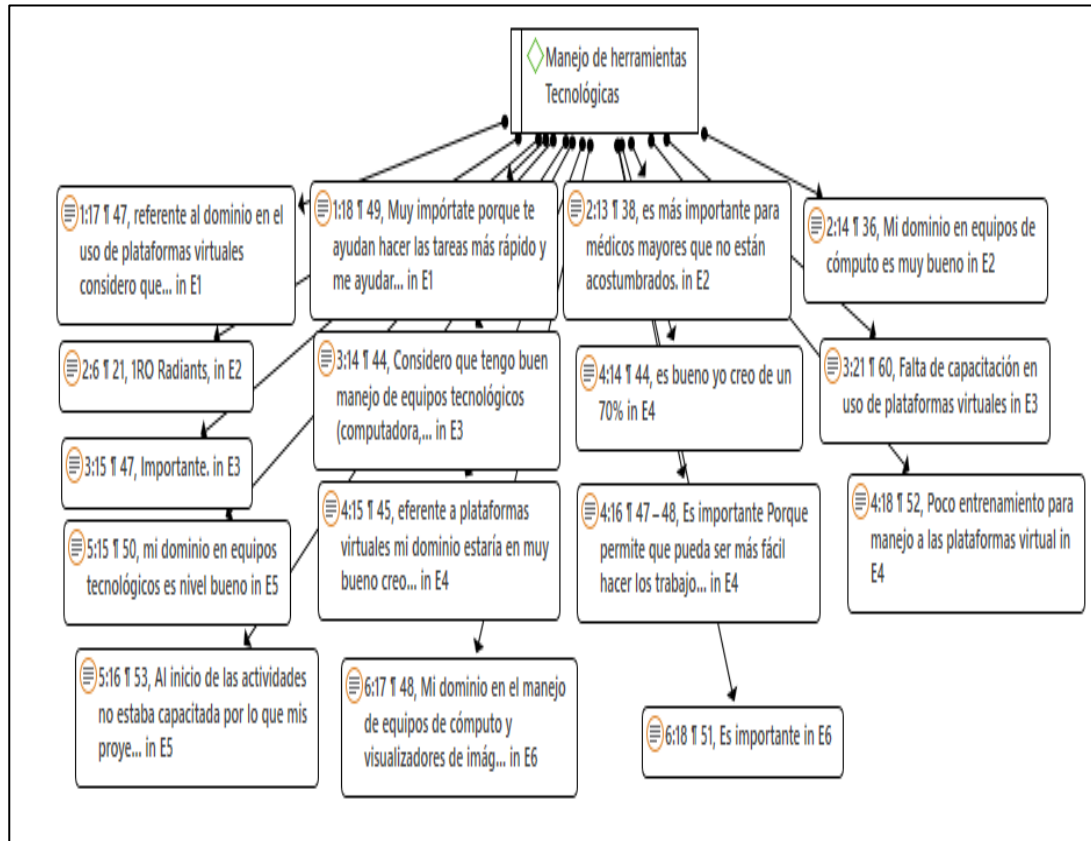 Manejo de herramientas
Tecnológicas
1:17 ¶ 47, referente al dominio en el
uso de plataformas virtuales
considero que... in E1
1:18 ¶ 49, Muy impórtate porque te
ayudan hacer las tareas más rápido y
me ayudar... in E1
2:13 ¶ 38, es más importante para
médicos mayores que no están
acostumbrados. in E2
2:14 ¶ 36, Mi dominio en equipos de
cómputo es muy bueno in E2
2:6 ¶ 21, 1RO Radiants, in E2
3:14 ¶ 44, Considero que tengo buen
manejo de equipos tecnológicos
(computadora,... in E3
4:14 ¶ 44, es bueno yo creo de un
70% in E4
3:21 ¶ 60, Falta de capacitación en
uso de plataformas virtuales in E3
3:15 ¶ 47, Importante. in E3
4:15 ¶ 45, eferente a plataformas
virtuales mi dominio estaría en muy
bueno creo... in E4
4:16 ¶ 47 – 48, Es importante Porque
permite que pueda ser más fácil
hacer los trabajo... in E4
4:18 ¶ 52, Poco entrenamiento para
manejo a las plataformas virtual in
E4
5:15 ¶ 50, mi dominio en equipos
tecnológicos es nivel bueno in E5
5:16 ¶ 53, Al inicio de las actividades
no estaba capacitada por lo que mis
proye... in E5
6:17 ¶ 48, Mi dominio en el manejo
de equipos de cómputo y
visualizadores de imág... in E6
6:18 ¶ 51, Es importante in E6